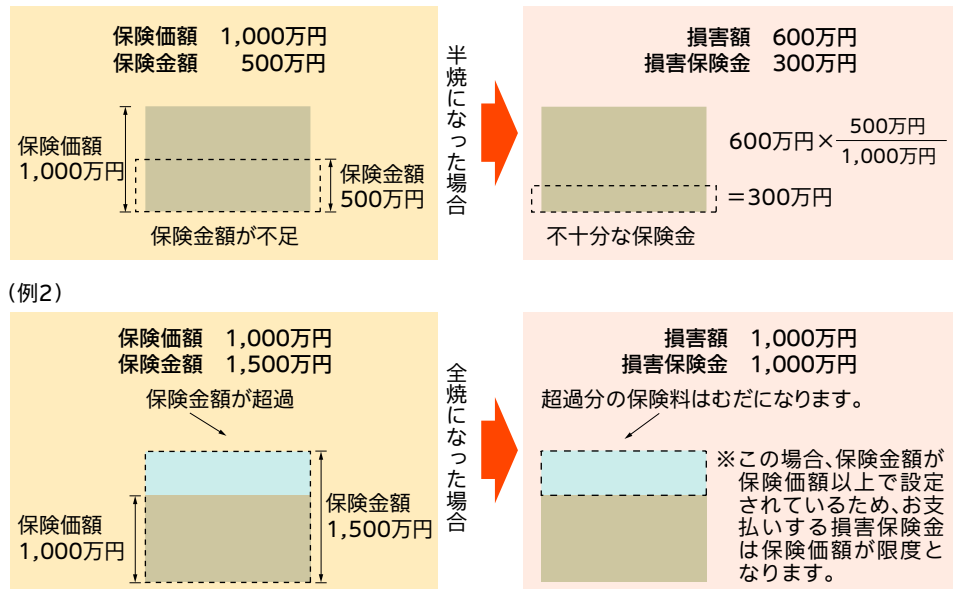 保険価額 1,000万円
保険金額 500万円
保険価額
1,000万円
保険金額
500万円
保険金額が不足
半焼になった場合
損害額 600万円
損害保険金 300万円
600万円×500万円/1,000万円
＝300万円
不十分な保険金
（例2）
保険価額 1,000万円
保険金額 1,500万円
保険金額が超過
保険価額
1,000万円
保険金額
1,500万円
全焼になった場合
損害額 1,000万円
損害保険金 1,000万円
超過分の保険料はむだになります。
※この場合、保険金額が
保険価額以上で設定
されているため、お支
払いする損害保険金
は保険価額が限度と
なります。